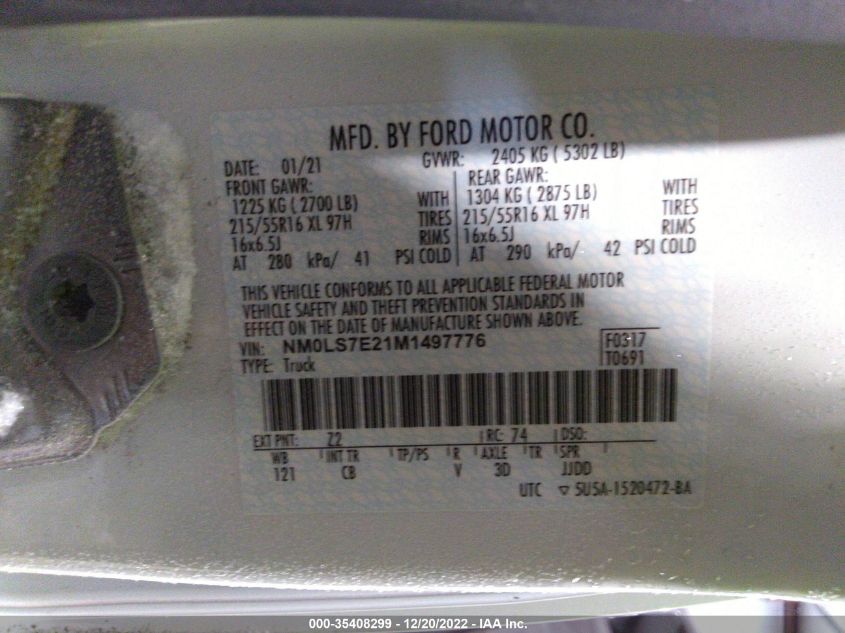 MFD. BY FORD MOTOR CO.
DATE: 01/21 GVWR: 2405 KG ( 5302 LB)
FRONT GAWR: REAR GAWR:
1225 KG ( 2700 LB) WITH 1304 KG ( 2875 LB) WITH
215/55R16 XL 97H TIRES 215/55R16 XL 97H TIRES
16x6.5J RIMS 16x6.5J RIMS
AT 280 kPa/ 41 PSI COLD AT 290 kPa/ 42 PSI COLD
THIS VEHICLE CONFORMS TO ALL APPLICABLE FEDERAL MOTOR
VEHICLE SAFETY AND THEFT PREVENTION STANDARDS IN
EFFECT ON THE DATE OF MANUFACTURE SHOWN ABOVE.
VIN: NM0LS7E21M1497776 F0317
TYPE: Truck T0691
EXT PNT: Z2 RC: 74 DSO:
WB INT TR TP/PS R AXLE TR SPR
121 CB V 3D JJDD
UTC ▽ 5U5A-1520472-BA
000-35408299 - 12/20/2022 - IAA Inc.